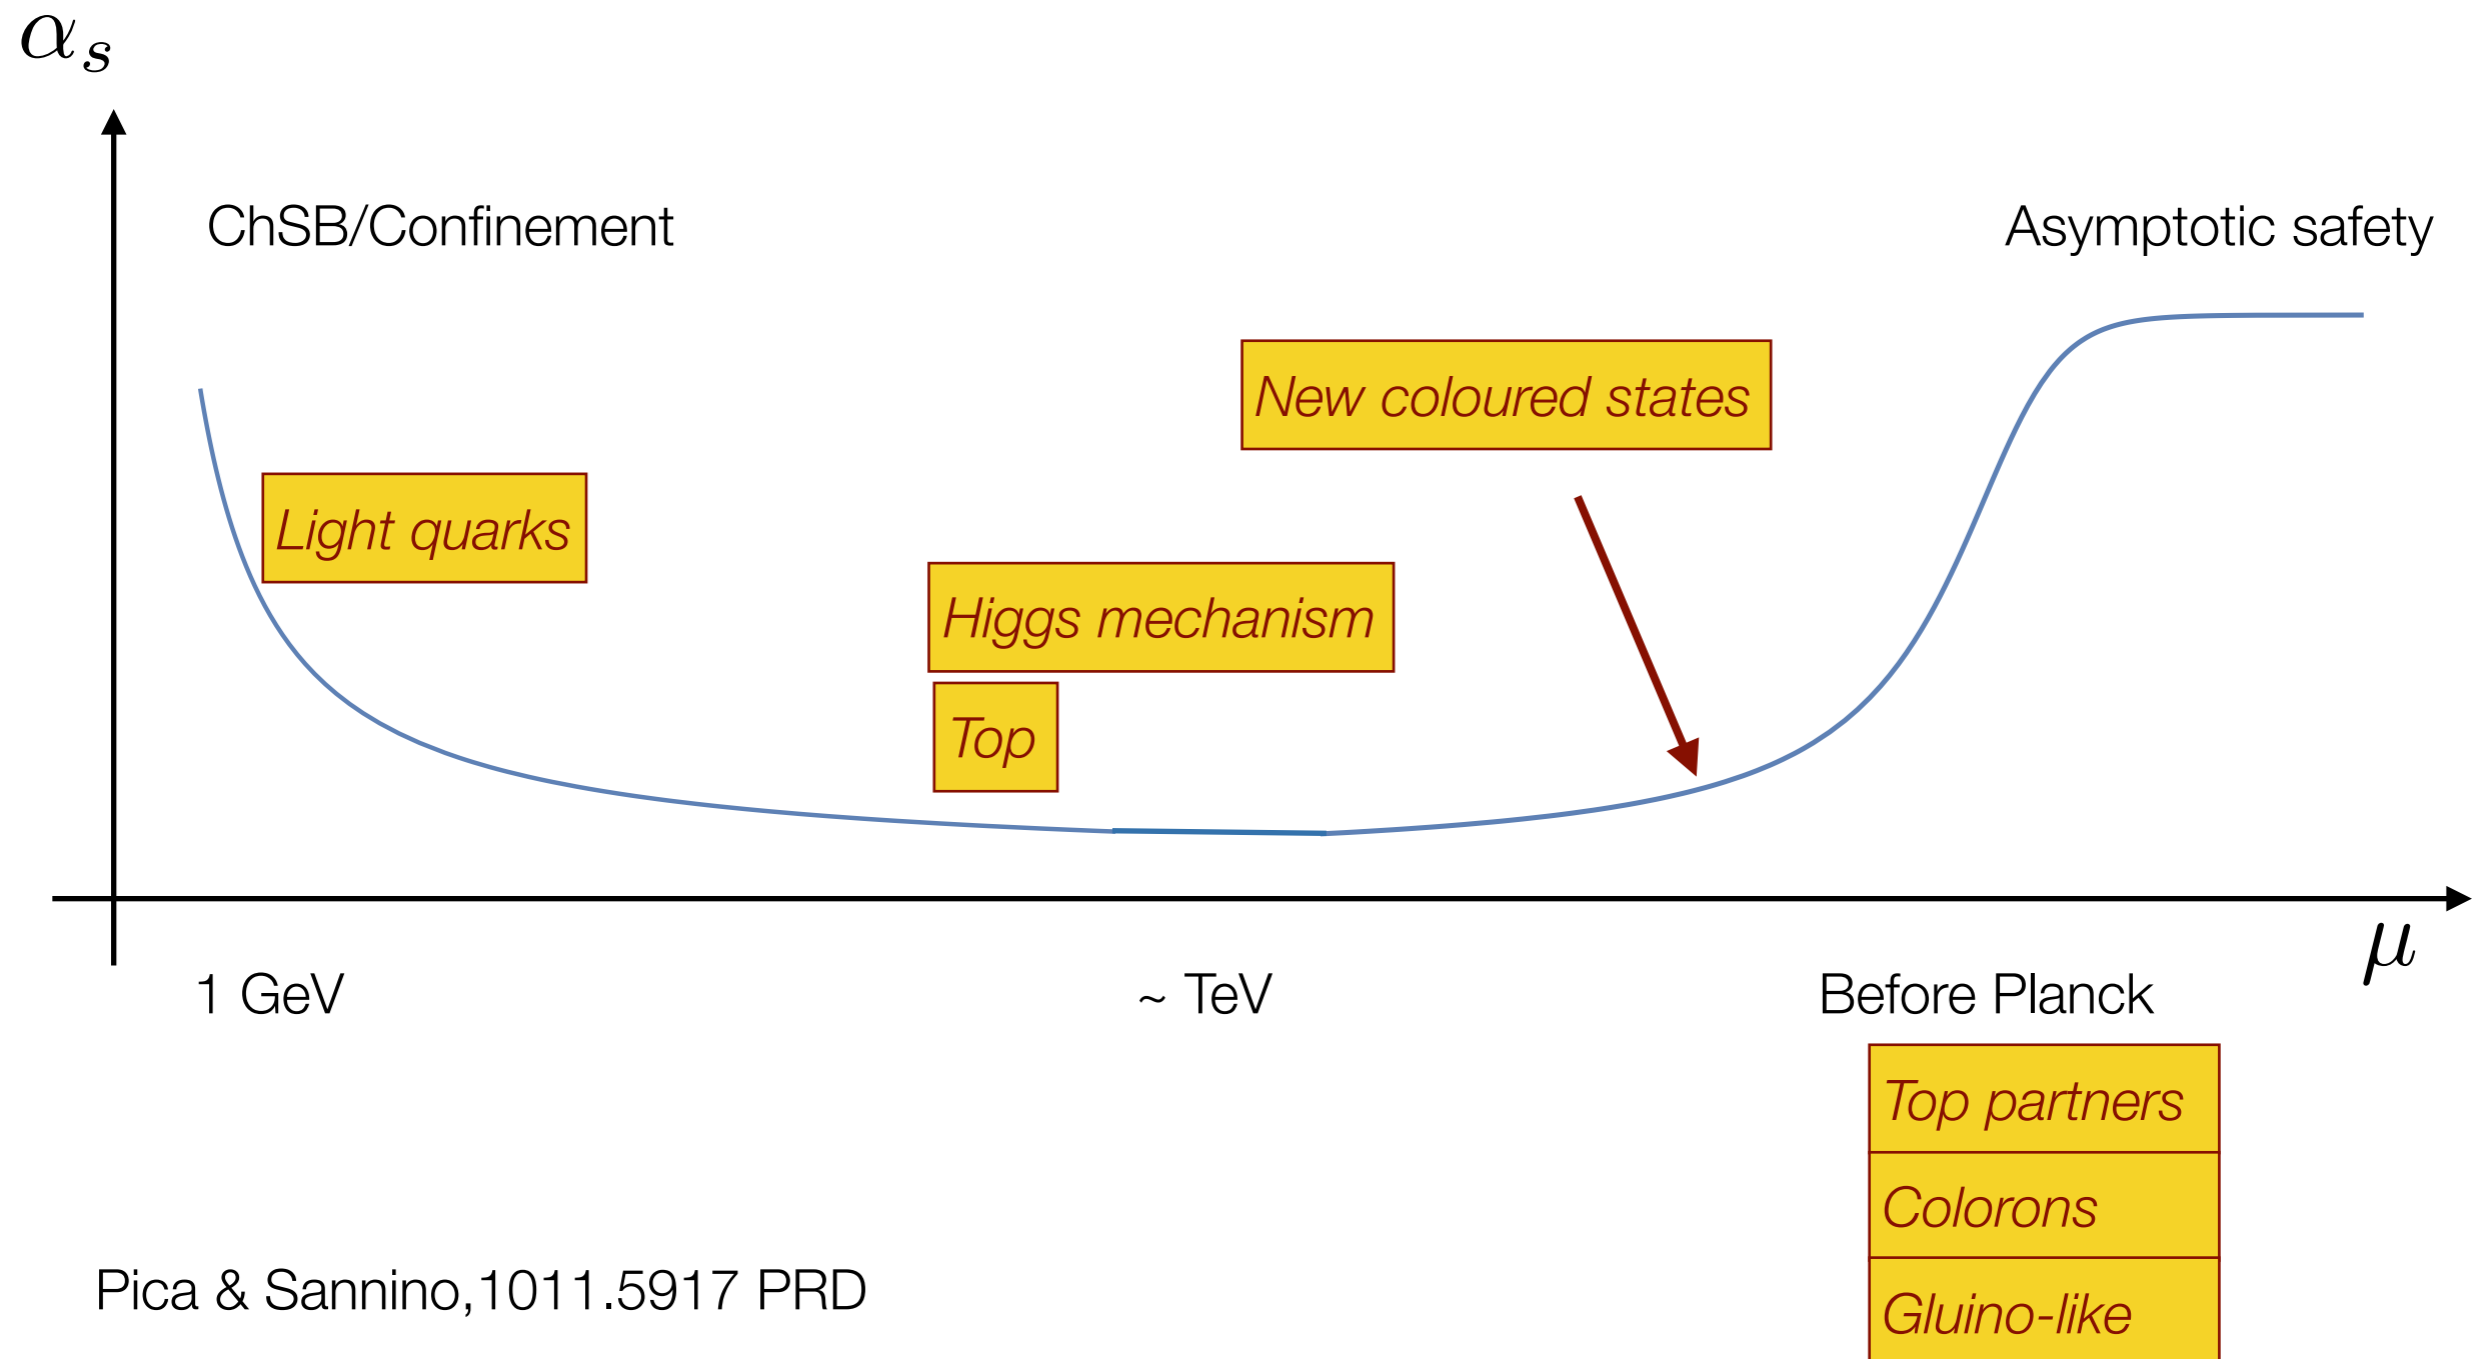 αs
ChSB/Confinement
Asymptotic safety
New coloured states
Light quarks
Higgs mechanism
Top
μ
1 GeV
~ TeV
Before Planck
Top partners
Colorons
Gluino-like
Pica & Sannino,1011.5917 PRD